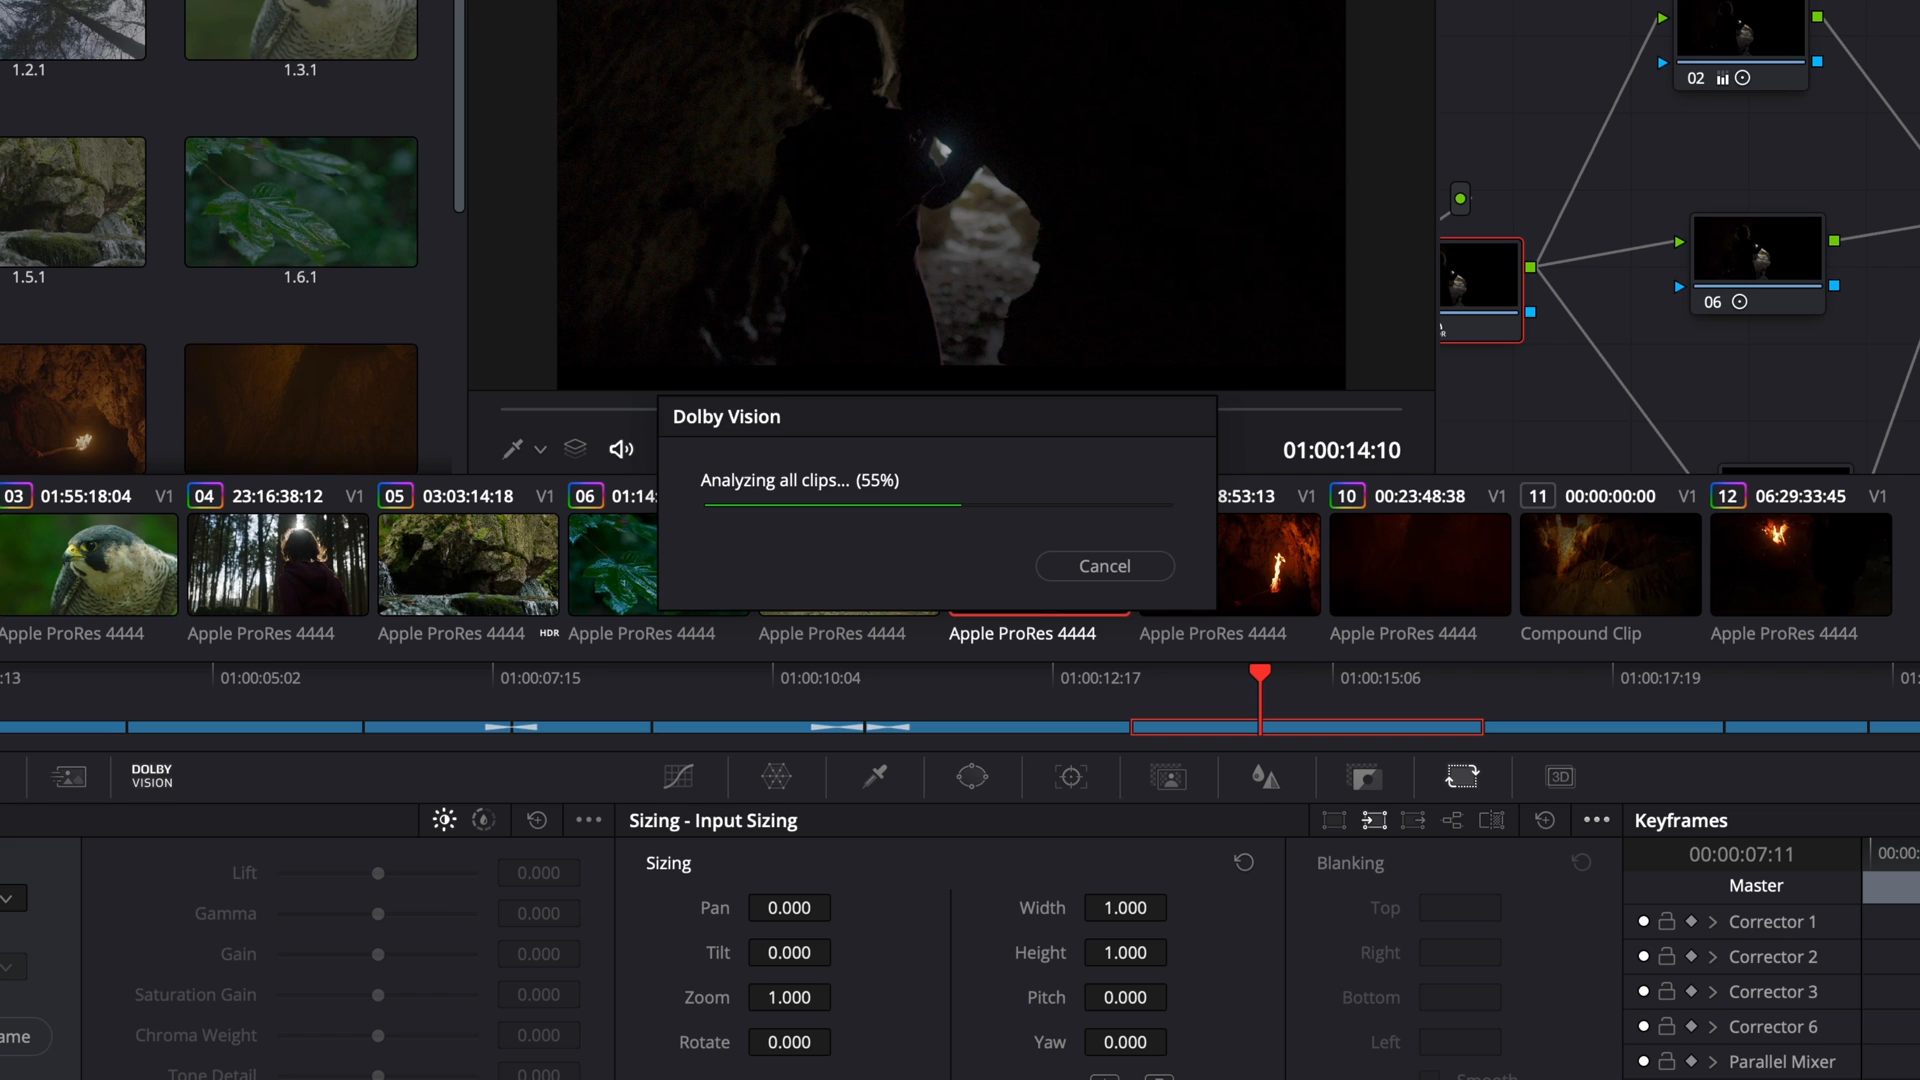 1.2.1
1.3.1
1.5.1
1.6.1
02
06
Dolby Vision
Analyzing all clips... (55%)
Cancel
01:00:14:10
03 01:55:18:04 V1
04 23:16:38:12 V1
05 03:03:14:18 V1
06 01:14:
8:53:13 V1
10 00:23:48:38 V1
11 00:00:00:00 V1
12 06:29:33:45 V1
Apple ProRes 4444
Apple ProRes 4444
Apple ProRes 4444 HDR
Apple ProRes 4444
Apple ProRes 4444
Apple ProRes 4444
Apple ProRes 4444
Apple ProRes 4444
Compound Clip
Apple ProRes 4444
:13
01:00:05:02
01:00:07:15
01:00:10:04
01:00:12:17
01:00:15:06
01:00:17:19
01:
DOLBY
VISION
3D
Sizing - Input Sizing
Keyframes
Lift 0.000
Gamma 0.000
Gain 0.000
Saturation Gain 0.000
Chroma Weight 0.000
Tone Detail 0.000
ame
Sizing
Pan 0.000
Tilt 0.000
Zoom 1.000
Rotate 0.000
Width 1.000
Height 1.000
Pitch 0.000
Yaw 0.000
Blanking
Top
Right
Bottom
Left
Smooth
00:00:07:11
00:00:
Master
Corrector 1
Corrector 2
Corrector 3
Corrector 6
Parallel Mixer